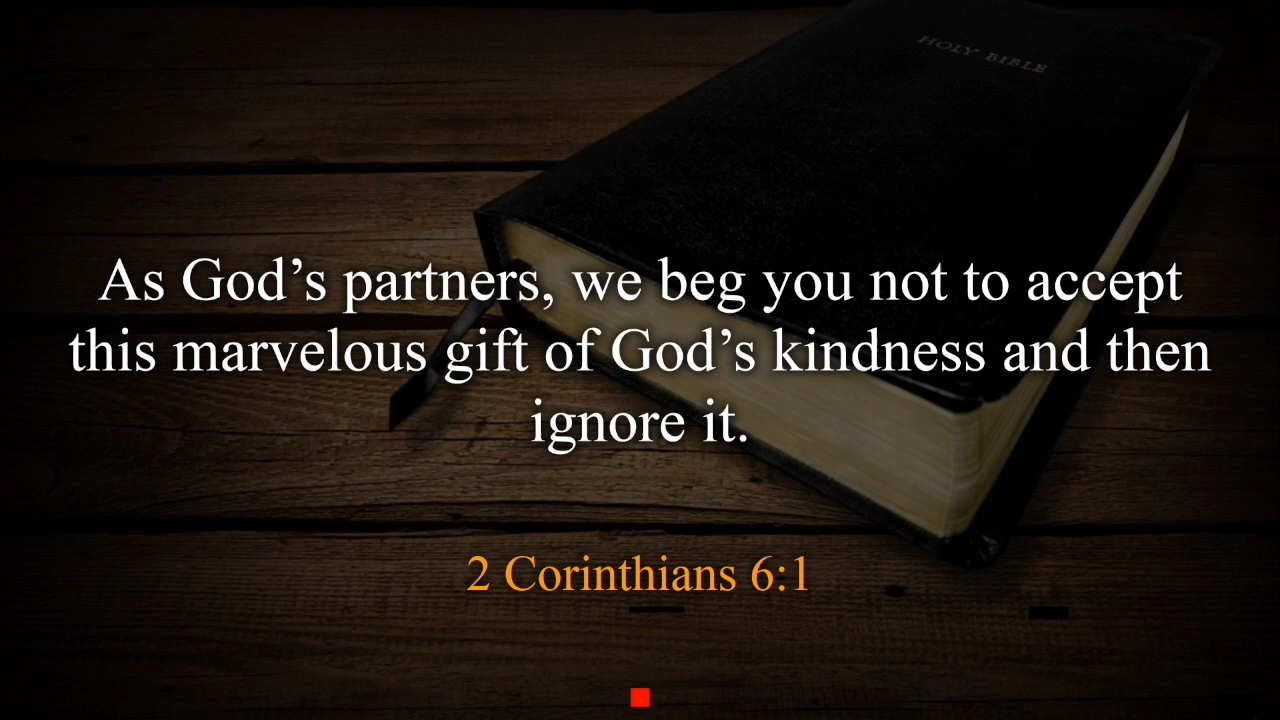 HOLY BIBLE
As God’s partners, we beg you not to accept
this marvelous gift of God’s kindness and then
ignore it.
2 Corinthians 6:1